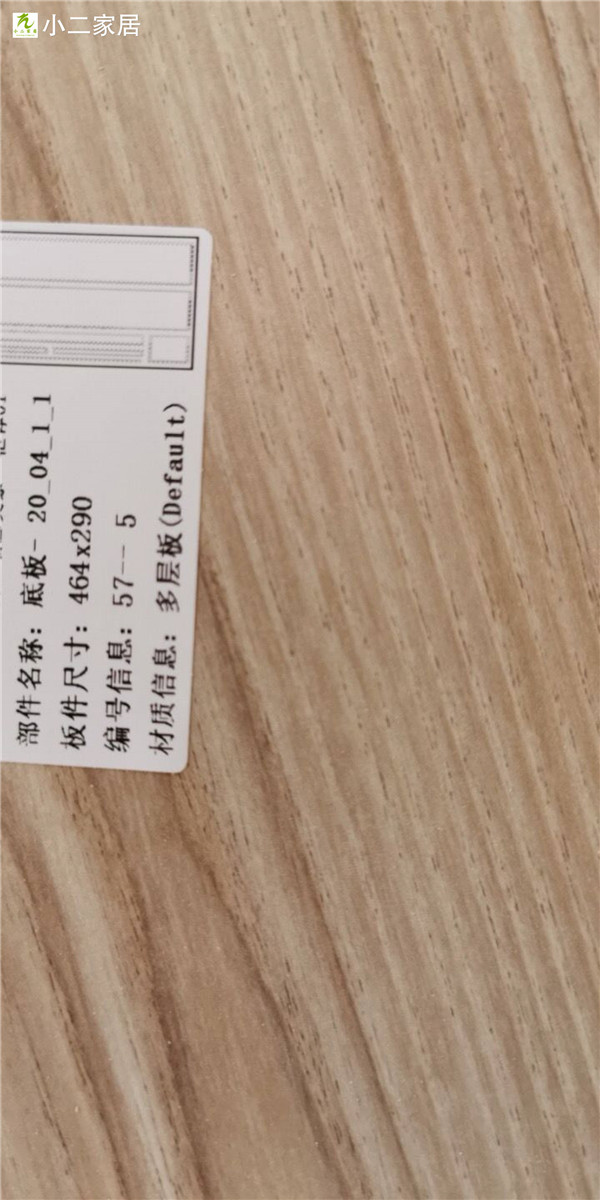 小二家居
部件名称: 底板- 20_04_1_1
板件尺寸: 464x290
编号信息: 57-- 5
材质信息: 多层板(Default)